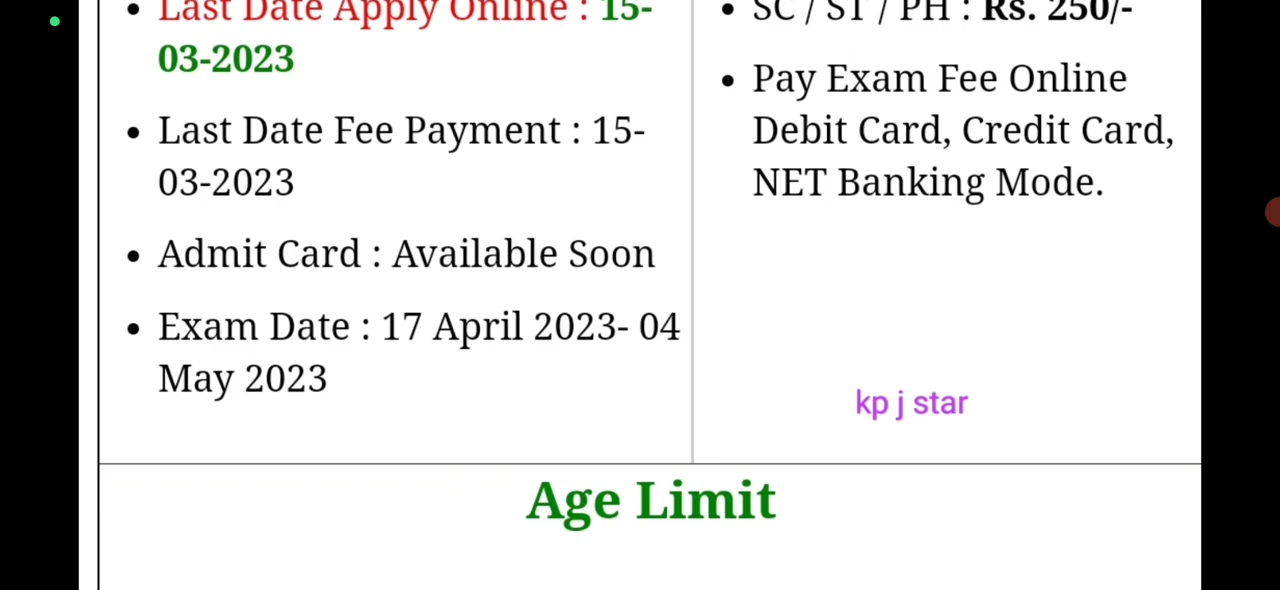 Last Date Apply Online : 15-
03-2023
Last Date Fee Payment : 15-
03-2023
Admit Card : Available Soon
Exam Date : 17 April 2023- 04
May 2023
SC / ST / PH : Rs. 250/-
Pay Exam Fee Online
Debit Card, Credit Card,
NET Banking Mode.
kp j star
Age Limit